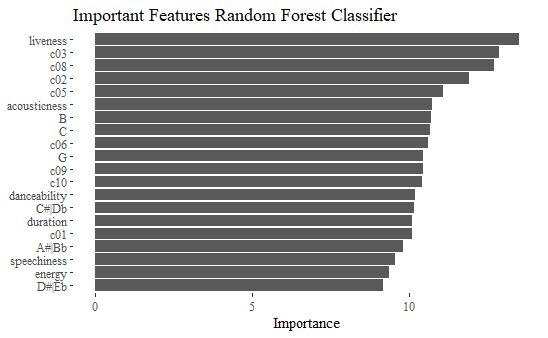 Important Features Random Forest Classifier
liveness
c03
c08
c02
c05
acousticness
B
C
c06
G
c09
c10
danceability
C#|Db
duration
c01
A#|Bb
speechiness
energy
D#|Eb
0 5 10
Importance